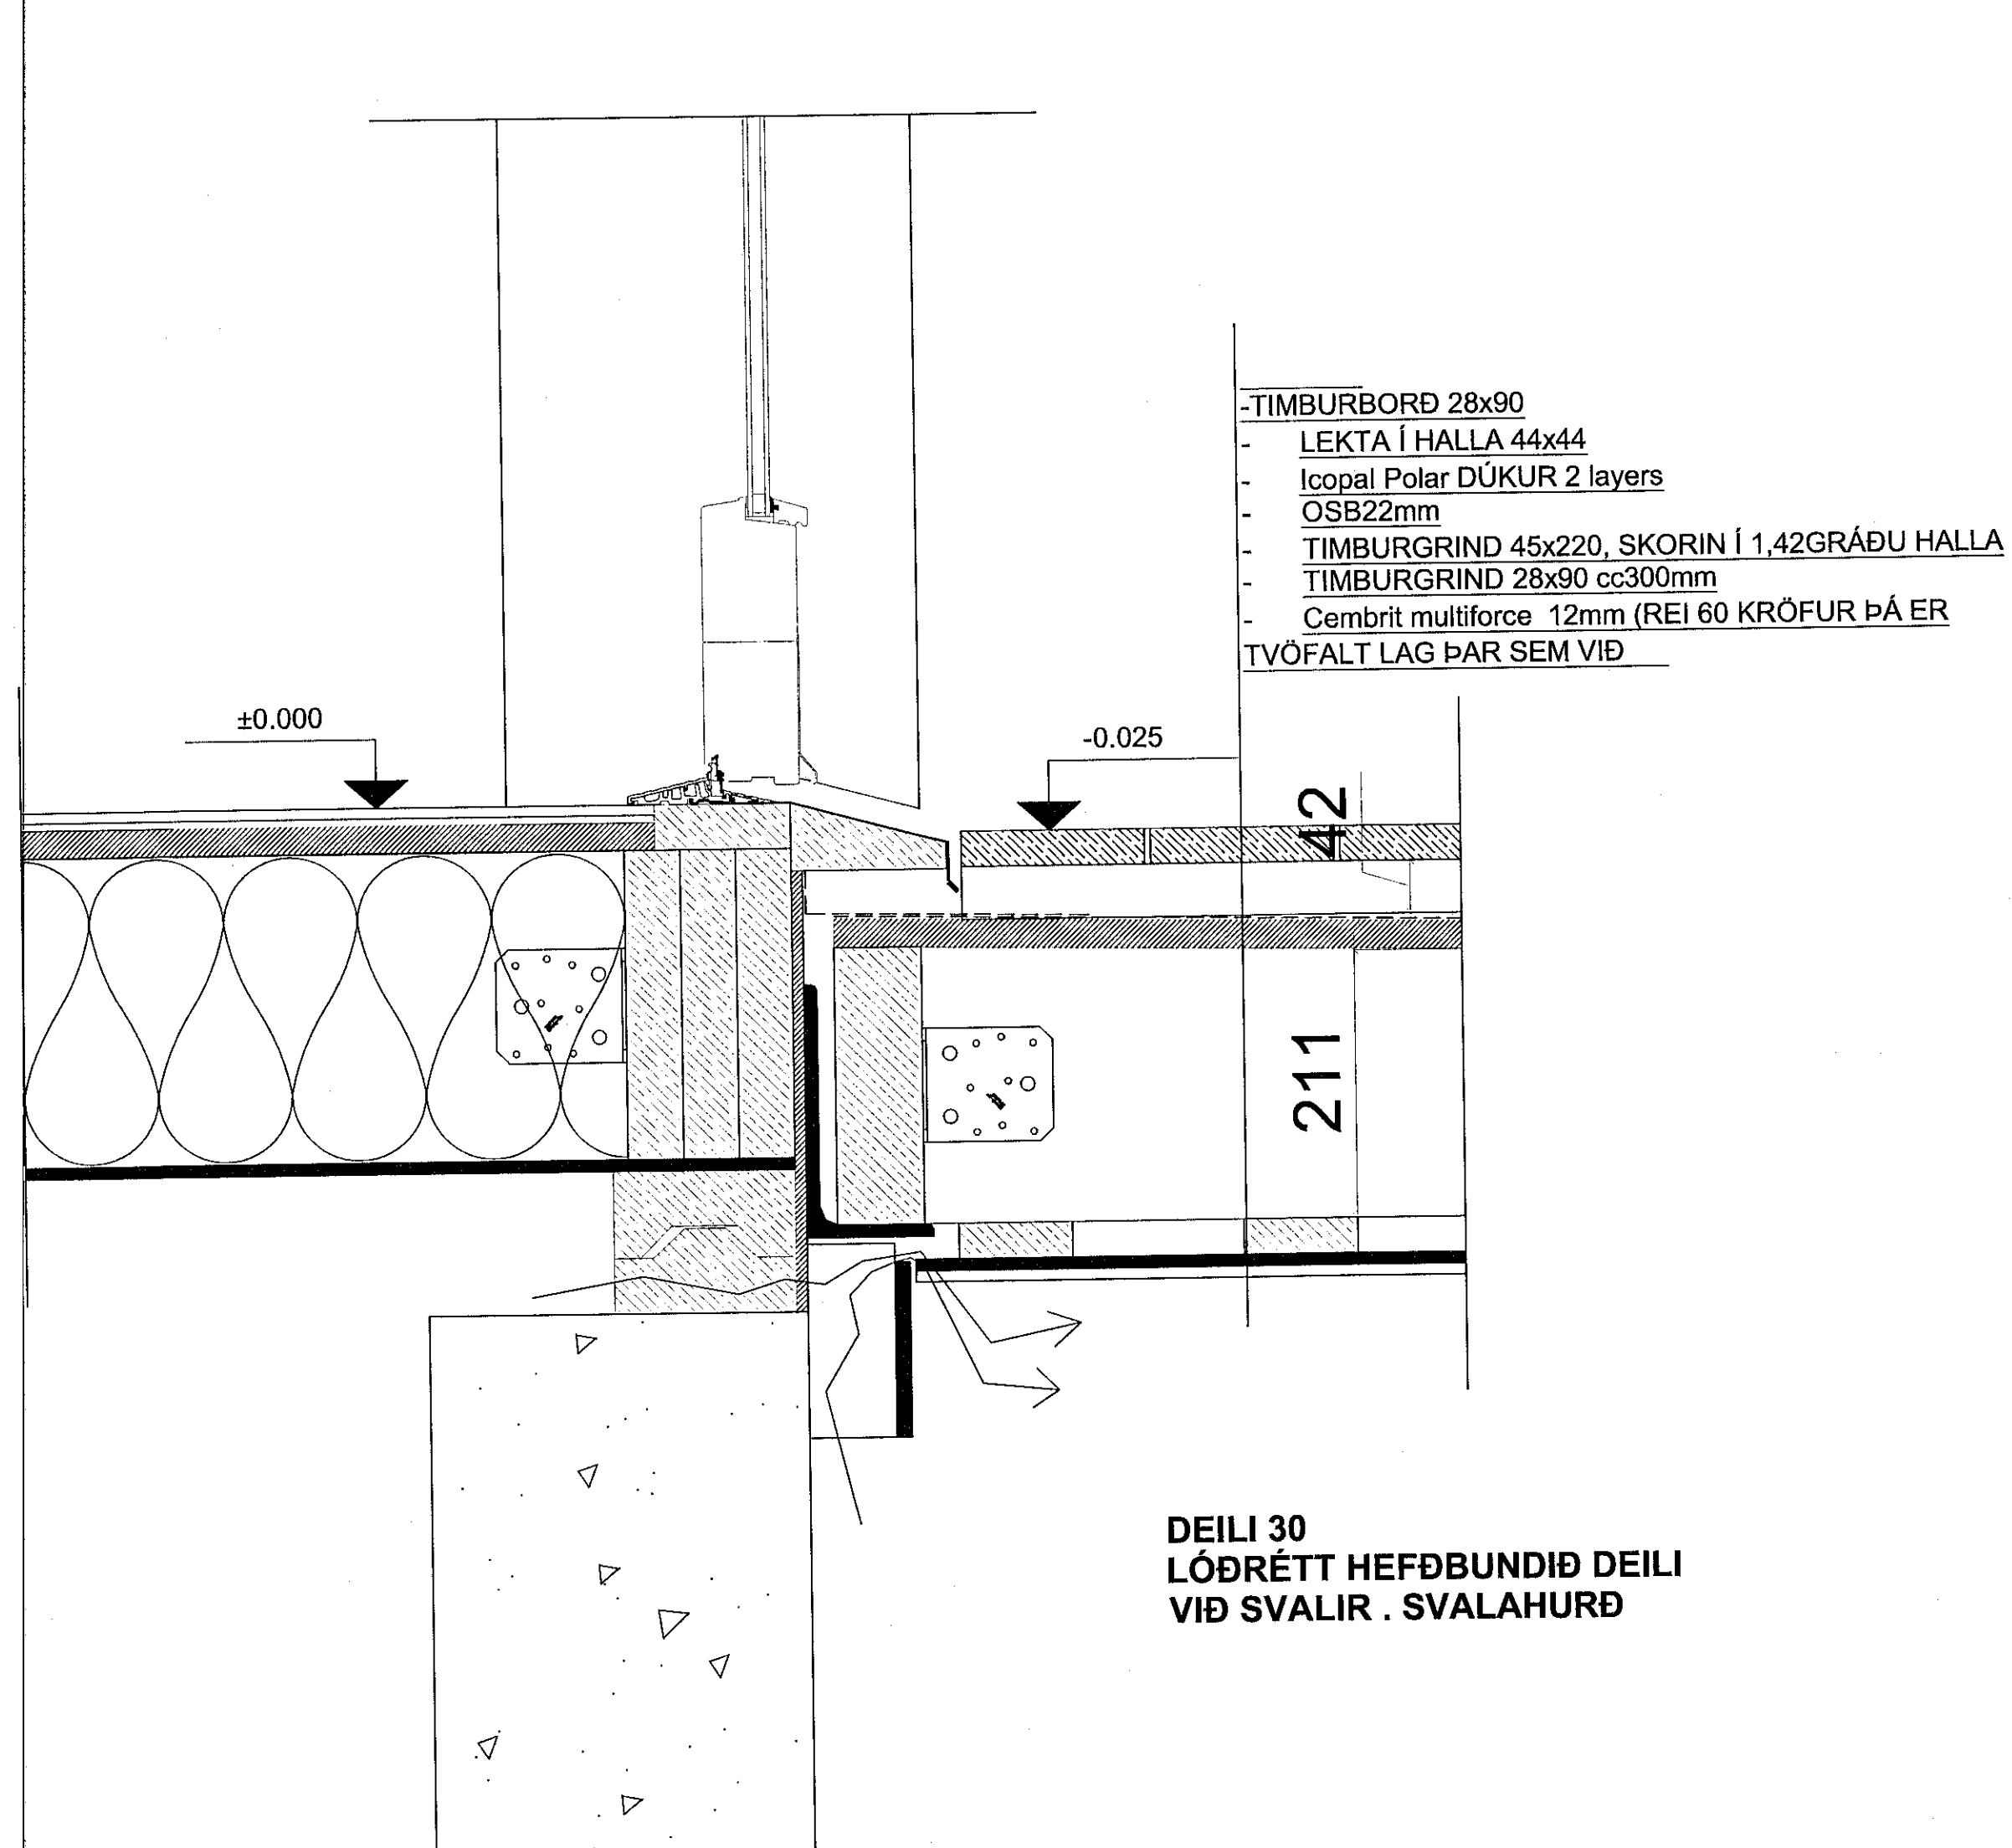 -TIMBURBORÐ 28x90
- LEKTA Í HALLA 44x44
- Icopal Polar DÚKUR 2 layers
- OSB22mm
- TIMBURGRIND 45x220, SKORIN Í 1,42GRÁÐU HALLA
- TIMBURGRIND 28x90 cc300mm
- Cembrit multiforce 12mm (REI 60 KRÖFUR ÞÁ ER
TVÖFALT LAG ÞAR SEM VIÐ
±0.000
-0.025
42
211
DEILI 30
LÓÐRÉTT HEFÐBUNDIÐ DEILI
VIÐ SVALIR . SVALAHURÐ